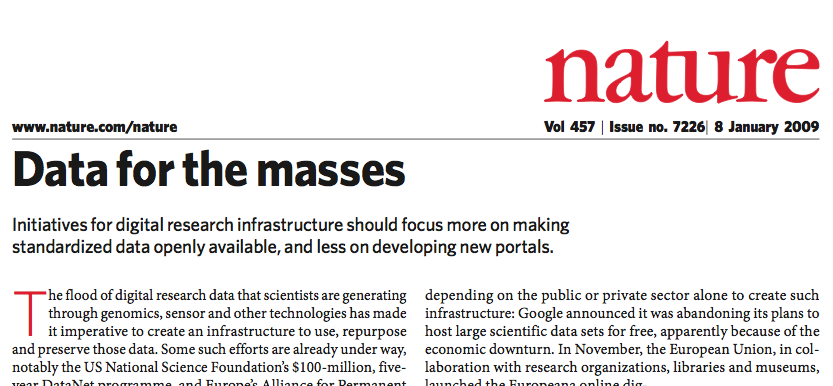 nature
www.nature.com/nature
Vol 457 | Issue no. 7226| 8 January 2009
Data for the masses
Initiatives for digital research infrastructure should focus more on making
standardized data openly available, and less on developing new portals.
The flood of digital research data that scientists are generating
through genomics, sensor and other technologies has made
it imperative to create an infrastructure to use, repurpose
and preserve those data. Some such efforts are already under way,
notably the US National Science Foundation's $100-million, five-
year DataNet programme, and Europe's Alliance for Permanent
depending on the public or private sector alone to create such
infrastructure: Google announced it was abandoning its plans to
host large scientific data sets for free, apparently because of the
economic downturn. In November, the European Union, in col-
laboration with research organizations, libraries and museums,
launched the Europeana online dig-